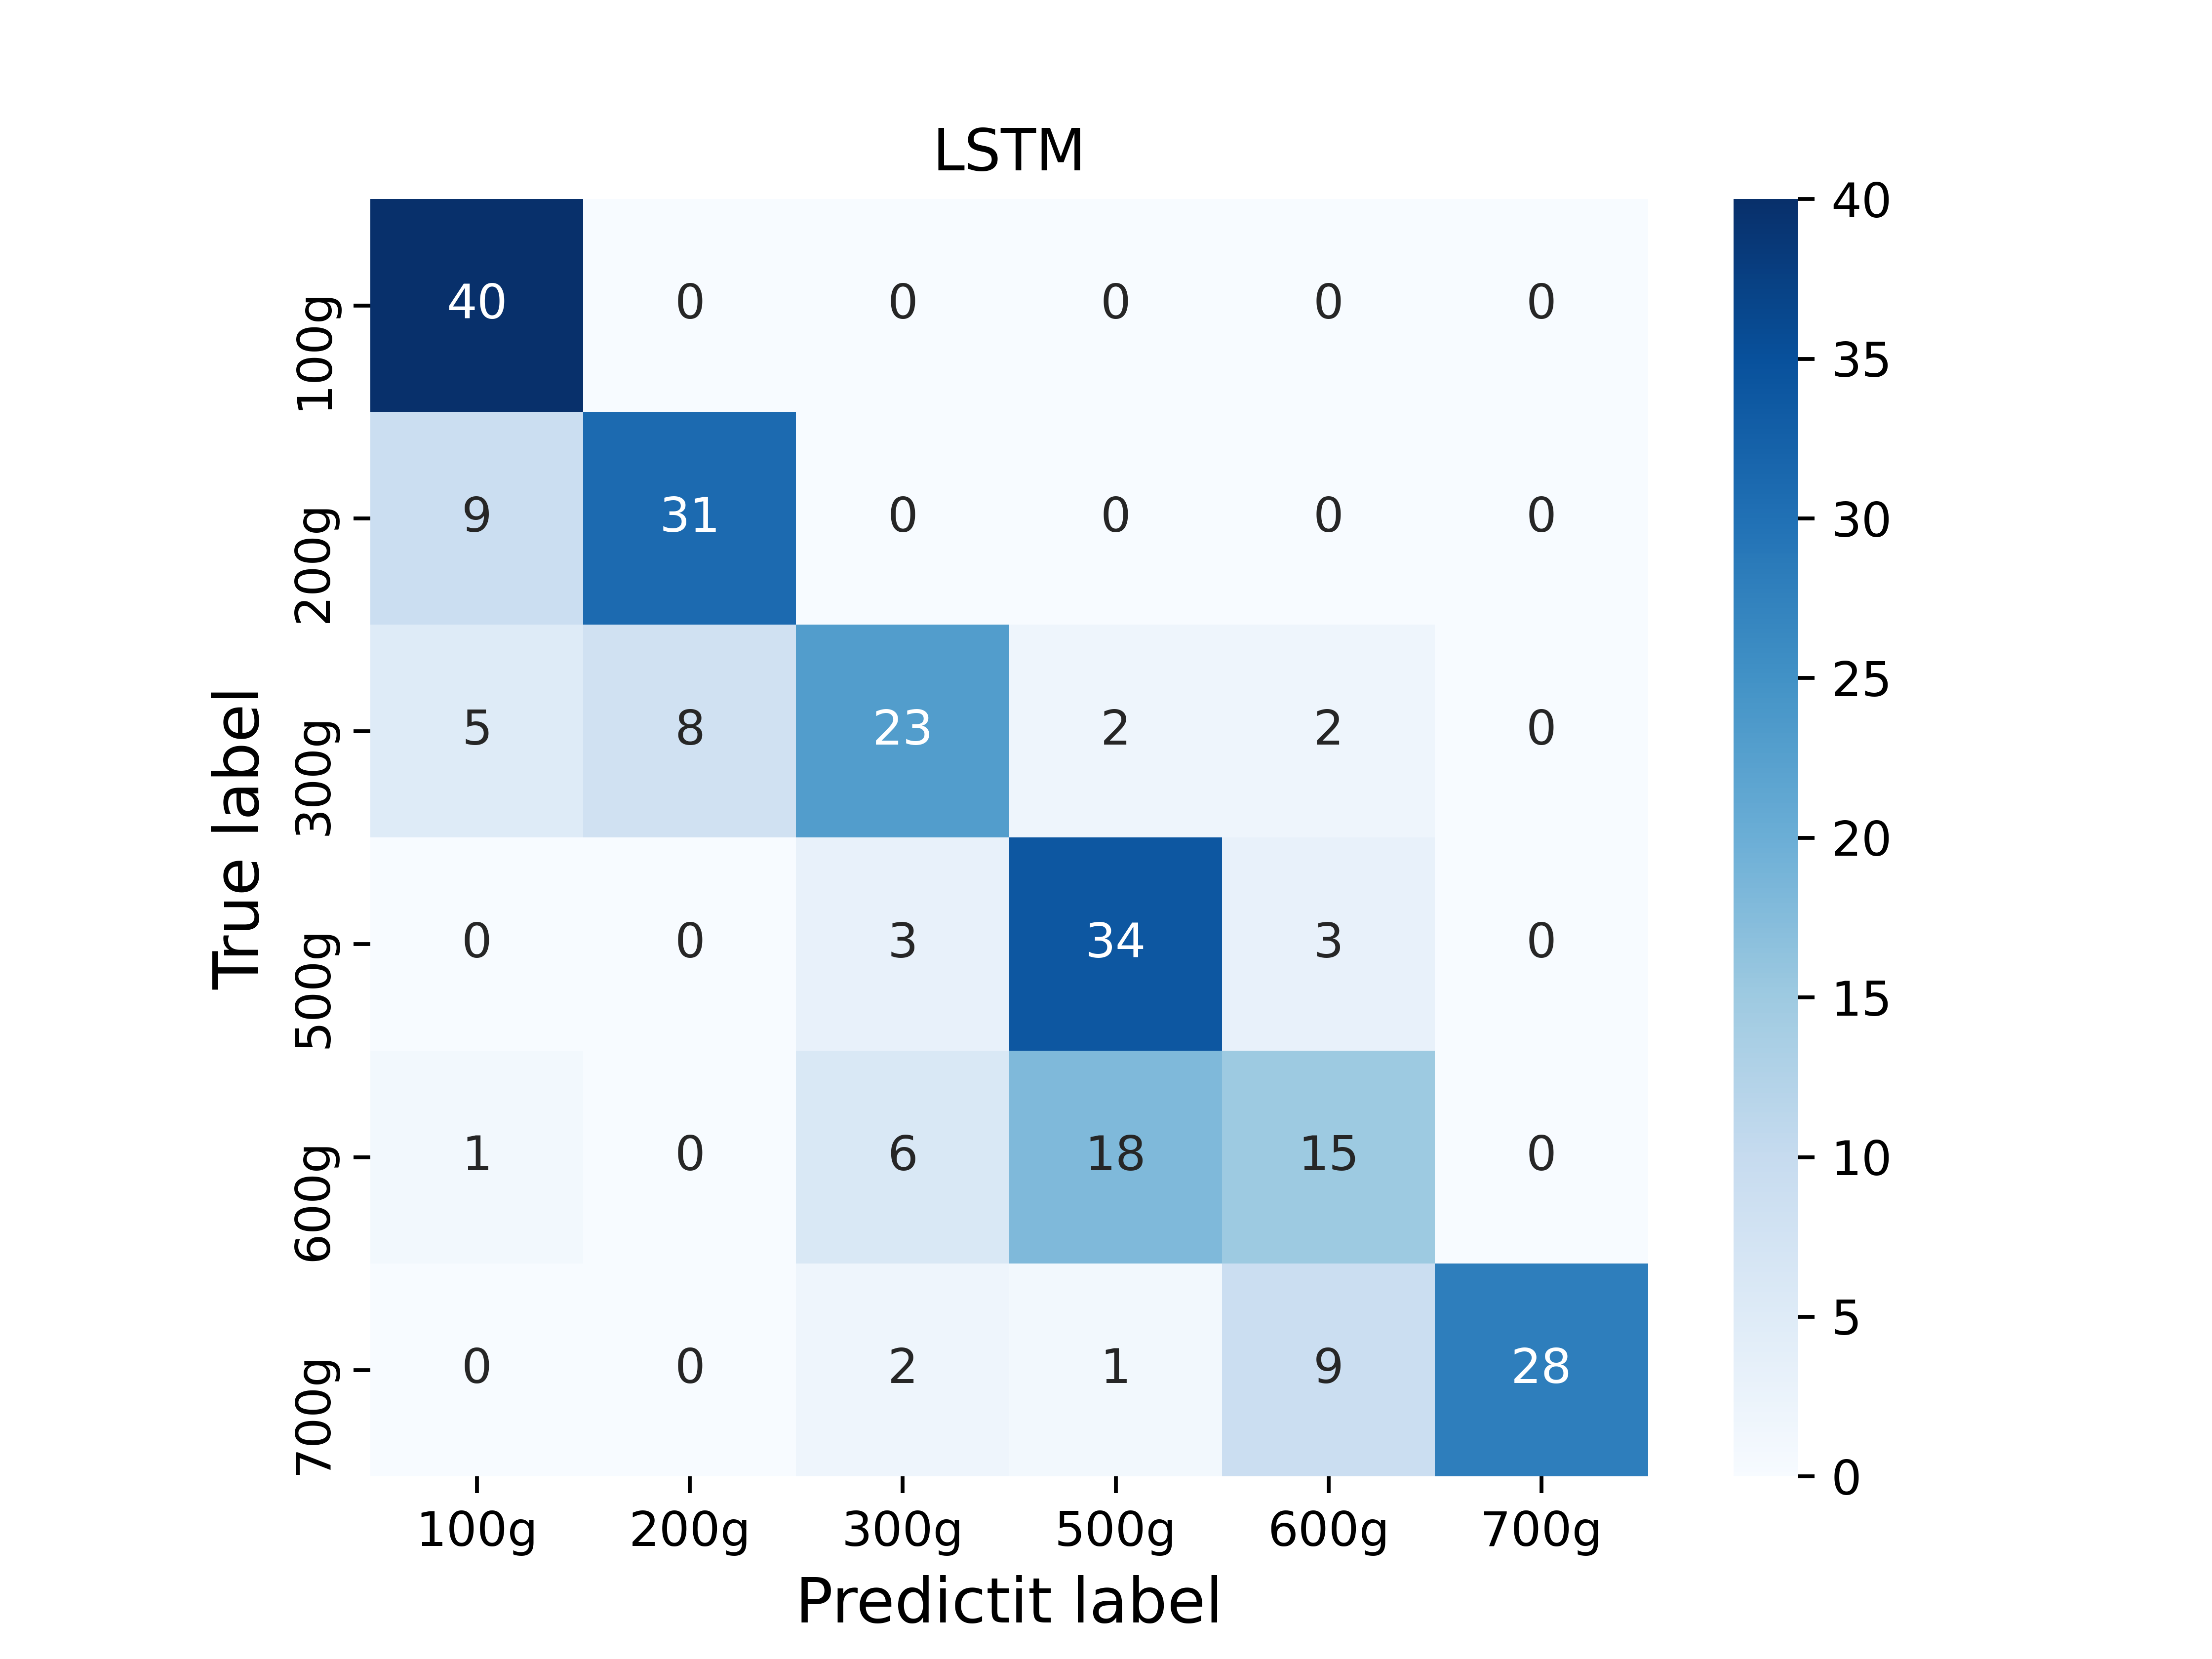 LSTM
40
100g 40 0 0 0 0 0
35
200g 9 31 0 0 0 0
30
25
300g 5 8 23 2 2 0
20
True label
500g 0 0 3 34 3 0
15
600g 1 0 6 18 15 0
10
5
700g 0 0 2 1 9 28
0
100g 200g 300g 500g 600g 700g
Predictit label